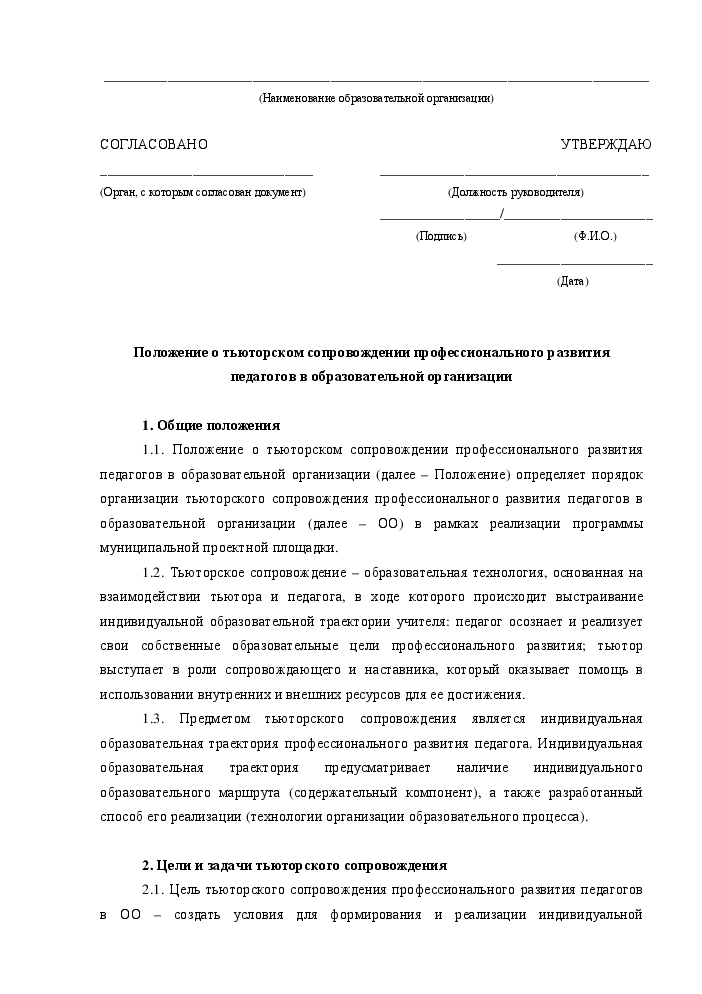 (Наименование образовательной организации)
СОГЛАСОВАНО УТВЕРЖДАЮ
(Орган, с которым согласован документ) (Должность руководителя)
/
(Подпись) (Ф.И.О.)
(Дата)
Положение о тьюторском сопровождении профессионального развития
педагогов в образовательной организации
1. Общие положения
1.1. Положение о тьюторском сопровождении профессионального развития
педагогов в образовательной организации (далее – Положение) определяет порядок
организации тьюторского сопровождения профессионального развития педагогов в
образовательной организации (далее – ОО) в рамках реализации программы
муниципальной проектной площадки.
1.2. Тьюторское сопровождение – образовательная технология, основанная на
взаимодействии тьютора и педагога, в ходе которого происходит выстраивание
индивидуальной образовательной траектории учителя: педагог осознает и реализует
свои собственные образовательные цели профессионального развития; тьютор
выступает в роли сопровождающего и наставника, который оказывает помощь в
использовании внутренних и внешних ресурсов для ее достижения.
1.3. Предметом тьюторского сопровождения является индивидуальная
образовательная траектория профессионального развития педагога. Индивидуальная
образовательная траектория предусматривает наличие индивидуального
образовательного маршрута (содержательный компонент), а также разработанный
способ его реализации (технологии организации образовательного процесса).
2. Цели и задачи тьюторского сопровождения
2.1. Цель тьюторского сопровождения профессионального развития педагогов
в ОО – создать условия для формирования и реализации индивидуальной